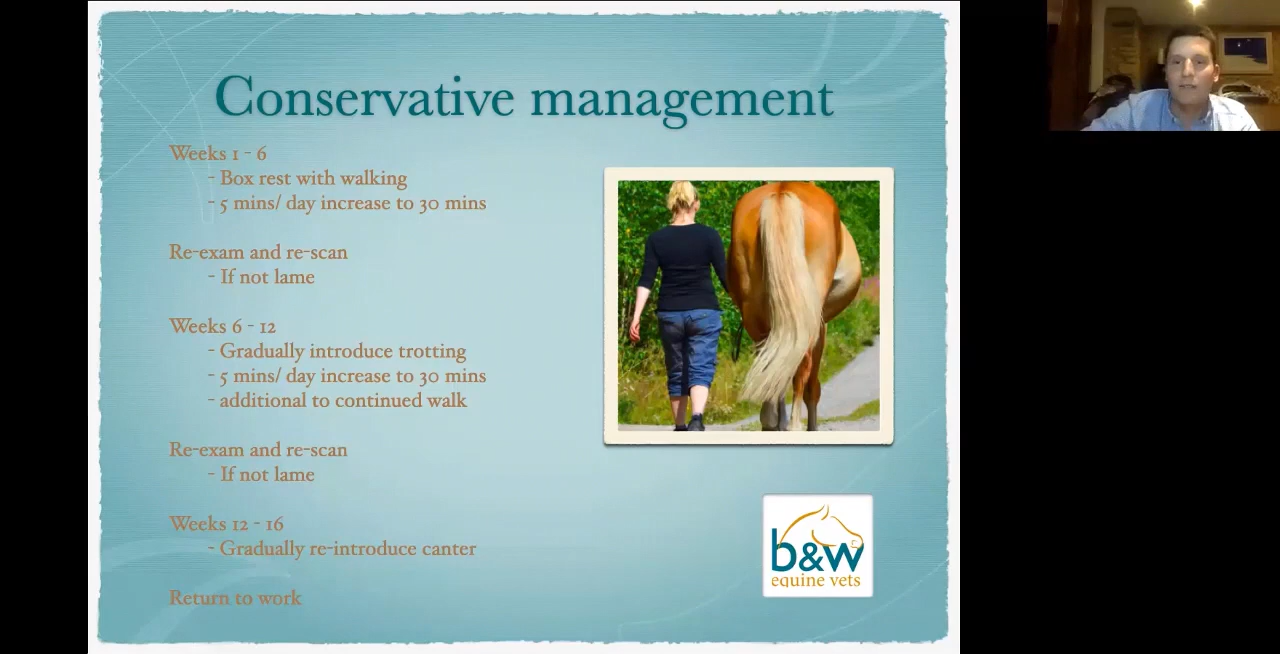 Conservative management
Weeks 1 - 6
- Box rest with walking
- 5 mins/ day increase to 30 mins
Re-exam and re-scan
- If not lame
Weeks 6 - 12
- Gradually introduce trotting
- 5 mins/ day increase to 30 mins
- additional to continued walk
Re-exam and re-scan
- If not lame
Weeks 12 - 16
- Gradually re-introduce canter
Return to work
b&w
equine vets